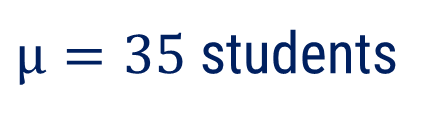 μ = 35 students